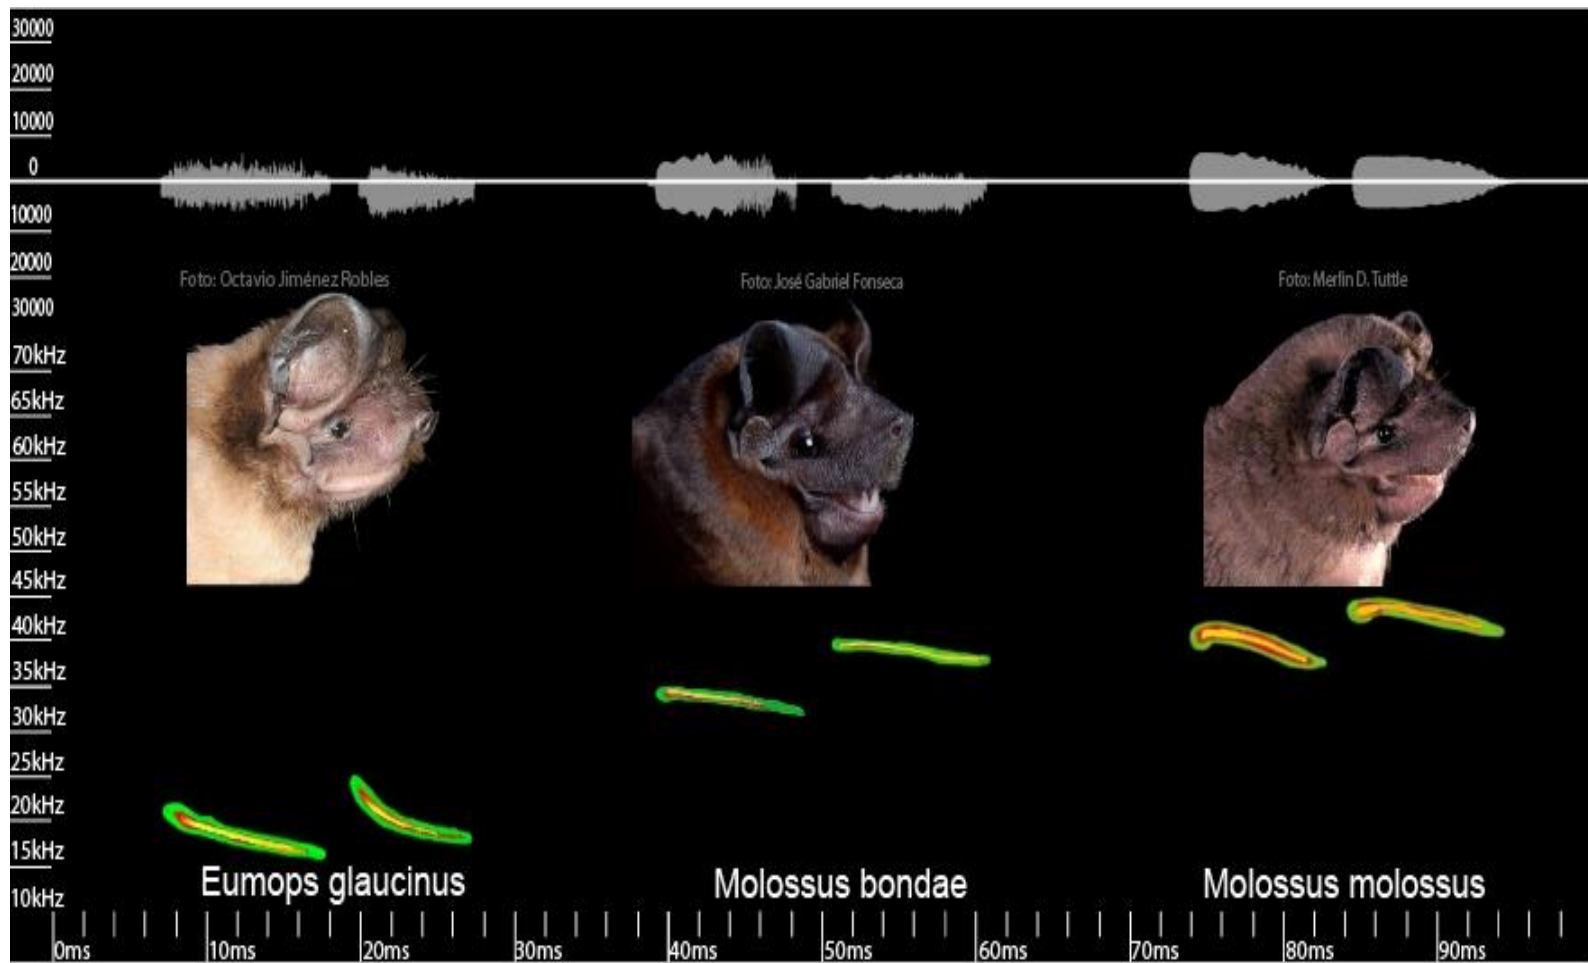 30000
20000
10000
0
10000
20000
30000
Foto: Octavio Jiménez Robles
Foto: José Gabriel Fonseca
Foto: Merlin D. Tuttle
70kHz
65kHz
60kHz
55kHz
50kHz
45kHz
40kHz
35kHz
30kHz
25kHz
20kHz
15kHz
10kHz
Eumops glaucinus
Molossus bondae
Molossus molossus
0ms 10ms 20ms 30ms 40ms 50ms 60ms 70ms 80ms 90ms